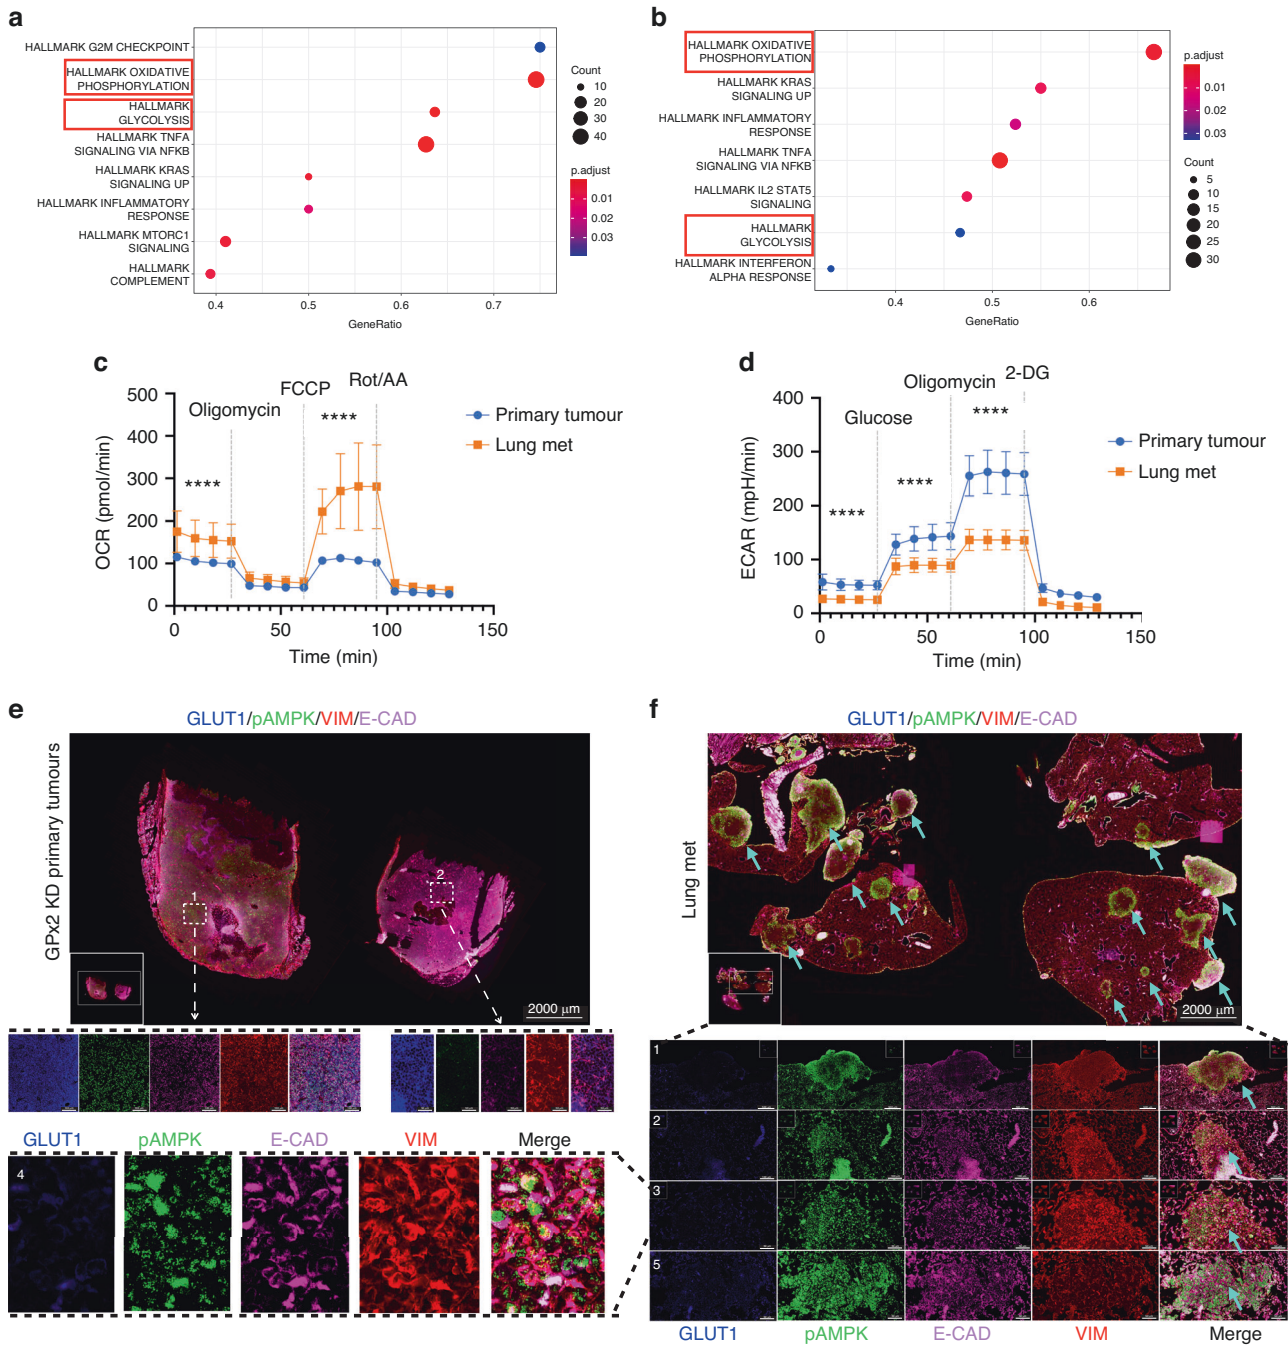 a
HALLMARK G2M CHECKPOINT
HALLMARK OXIDATIVE
PHOSPHORYLATION
HALLMARK
GLYCOLYSIS
HALLMARK TNFA
SIGNALING VIA NFKB
HALLMARK KRAS
SIGNALING UP
HALLMARK INFLAMMATORY
RESPONSE
HALLMARK MTORC1
SIGNALING
HALLMARK
COMPLEMENT
0.4 0.5 0.6 0.7
GeneRatio
Count
10
20
30
40
p.adjust
0.01
0.02
0.03
b
HALLMARK OXIDATIVE
PHOSPHORYLATION
HALLMARK KRAS
SIGNALING UP
HALLMARK INFLAMMATORY
RESPONSE
HALLMARK TNFA
SIGNALING VIA NFKB
HALLMARK IL2 STAT5
SIGNALING
HALLMARK
GLYCOLYSIS
HALLMARK INTERFERON
ALPHA RESPONSE
0.4 0.5 0.6
GeneRatio
p.adjust
0.01
0.02
0.03
Count
5
10
15
20
25
30
c
OCR (pmol/min)
500
400
300
200
100
0
0 50 100 150
Time (min)
Oligomycin
FCCP
Rot/AA
****
****
Primary tumour
Lung met
d
ECAR (mpH/min)
400
300
200
100
0
0 50 100 150
Time (min)
Glucose
Oligomycin
2-DG
****
****
****
Primary tumour
Lung met
e
GLUT1/pAMPK/VIM/E-CAD
GPx2 KD primary tumours
1
2
2000 µm
GLUT1 pAMPK E-CAD VIM Merge
4
f
GLUT1/pAMPK/VIM/E-CAD
Lung met
2000 µm
1
2
3
5
GLUT1 pAMPK E-CAD VIM Merge